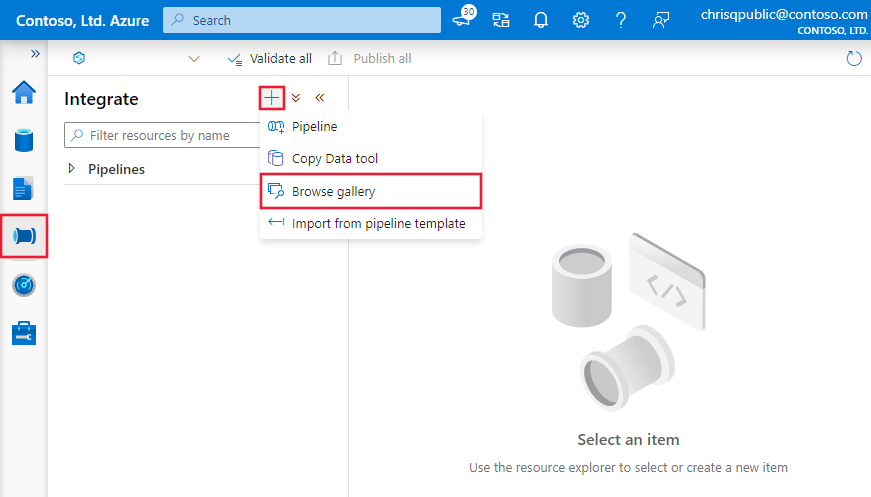 Contoso, Ltd. Azure
Search
30
chrisqpublic@contoso.com
CONTOSO, LTD.
Validate all
Publish all
Integrate
Filter resources by name
Pipelines
Pipeline
Copy Data tool
Browse gallery
Import from pipeline template
Select an item
Use the resource explorer to select or create a new item